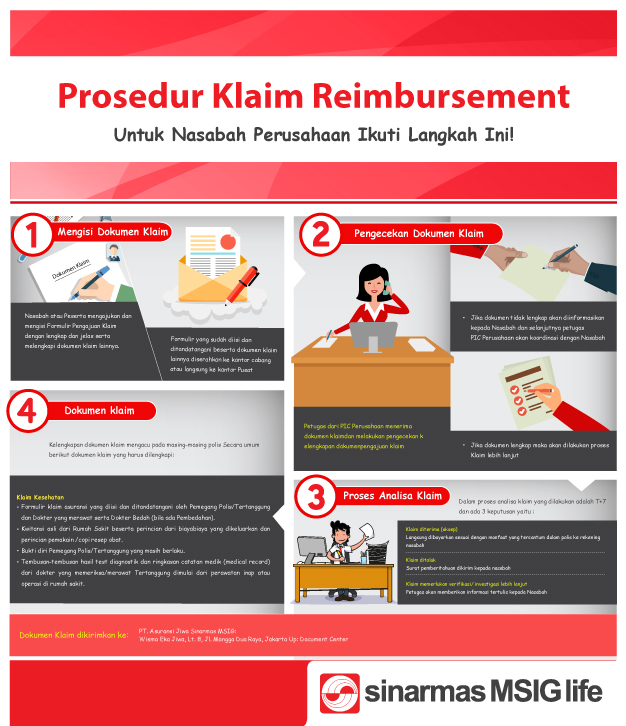 Prosedur Klaim Reimbursement
Untuk Nasabah Perusahaan Ikuti Langkah Ini!
1
Mengisi Dokumen Klaim
Dokumen Klaim
Nasabah atau Peserta mengajukan dan
mengisi Formulir Pengajuan Klaim
dengan lengkap dan jelas serta
melengkapi dokumen klaim lainnya.
Formulir yang sudah diisi dan
ditandatangani beserta dokumen klaim
lainnya diserahkan ke kantor cabang
atau langsung ke kantor Pusat
2
Pengecekan Dokumen Klaim
• Jika dokumen tidak lengkap akan diinformasikan
kepada Nasabah dan selanjutnya petugas
PIC Perusahaan akan koordinasi dengan Nasabah
Petugas dari PIC Perusahaan menerima
dokumen klaimdan melakukan pengecekan k
elengkapan dokumenpengajuan klaim
• Jika dokumen lengkap maka akan dilakukan proses
Klaim lebih lanjut
3
Proses Analisa Klaim
Dalam proses analisa klaim yang dilakukan adalah T+7
dan ada 3 keputusan yaitu :
Klaim diterima (aksep)
Langsung dibayarkan sesuai dengan manfaat yang tercantum dalam polis ke rekening
nasabah
Klaim ditolak
Surat pemberitahuan dikirim kepada nasabah
Klaim memerlukan verifikasi/ investigasi lebih lanjut
Petugas akan memberikan informasi tertulis kepada Nasabah
4
Dokumen klaim
Kelengkapan dokumen klaim mengacu pada masing-masing polis Secara umum
berikut dokumen klaim yang harus dilengkapi:
Klaim Kesehatan
• Formulir klaim asuransi yang diisi dan ditandatangani oleh Pemegang Polis/Tertanggung
dan Dokter yang merawat serta Dokter Bedah (bila ada Pembedahan).
• Kwitansi asli dari Rumah Sakit beserta perincian dari biayabiaya yang dikeluarkan dan
perincian pemakain /copi resep obat.
• Bukti diri Pemegang Polis/Tertanggung yang masih berlaku.
• Tembusan-tembusan hasil test diagnostik dan ringkasan catatan medik (medical record)
dari dokter yang memeriksa/merawat Tertanggung dimulai dari perawatan inap atau
operasi di rumah sakit.
Dokumen Klaim dikirimkan ke:
PT. Asuransi Jiwa Sinarmas MSIG:
Wisma Eka Jiwa, Lt. 8, Jl. Mangga Dua Raya, Jakarta Up: Document Center
sinarmas MSIG life